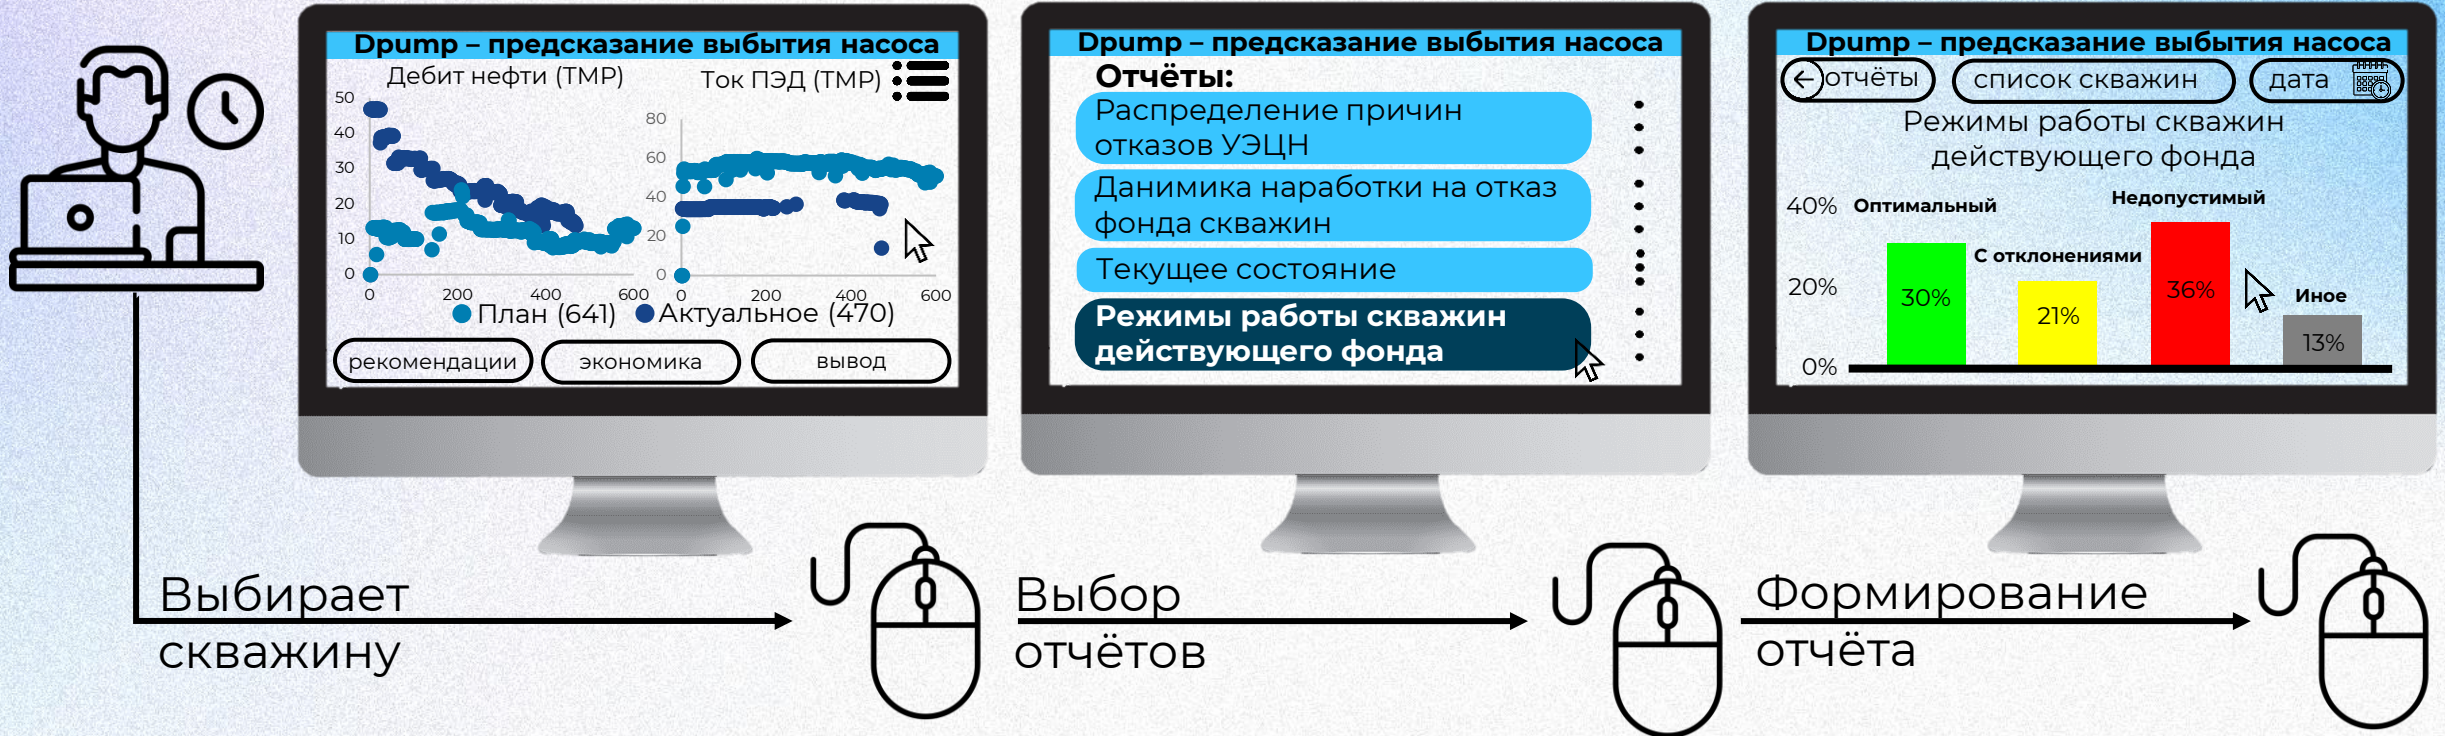 Dpump – предсказание выбытия насоса
Дебит нефти (ТМР)
Ток ПЭД (ТМР)
50
40
30
20
10
0
0
200
400
600
80
60
40
20
0
0
200
400
600
План (641)
Актуальное (470)
рекомендации
экономика
вывод
Dpump – предсказание выбытия насоса
Отчёты:
Распределение причин
отказов УЭЦН
Данимика наработки на отказ
фонда скважин
Текущее состояние
Режимы работы скважин
действующего фонда
Dpump – предсказание выбытия насоса
отчёты
список скважин
дата
Режимы работы скважин
действующего фонда
40%
20%
0%
Оптимальный
С отклонениями
Недопустимый
Иное
30%
21%
36%
13%
Выбирает
скважину
Выбор
отчётов
Формирование
отчёта